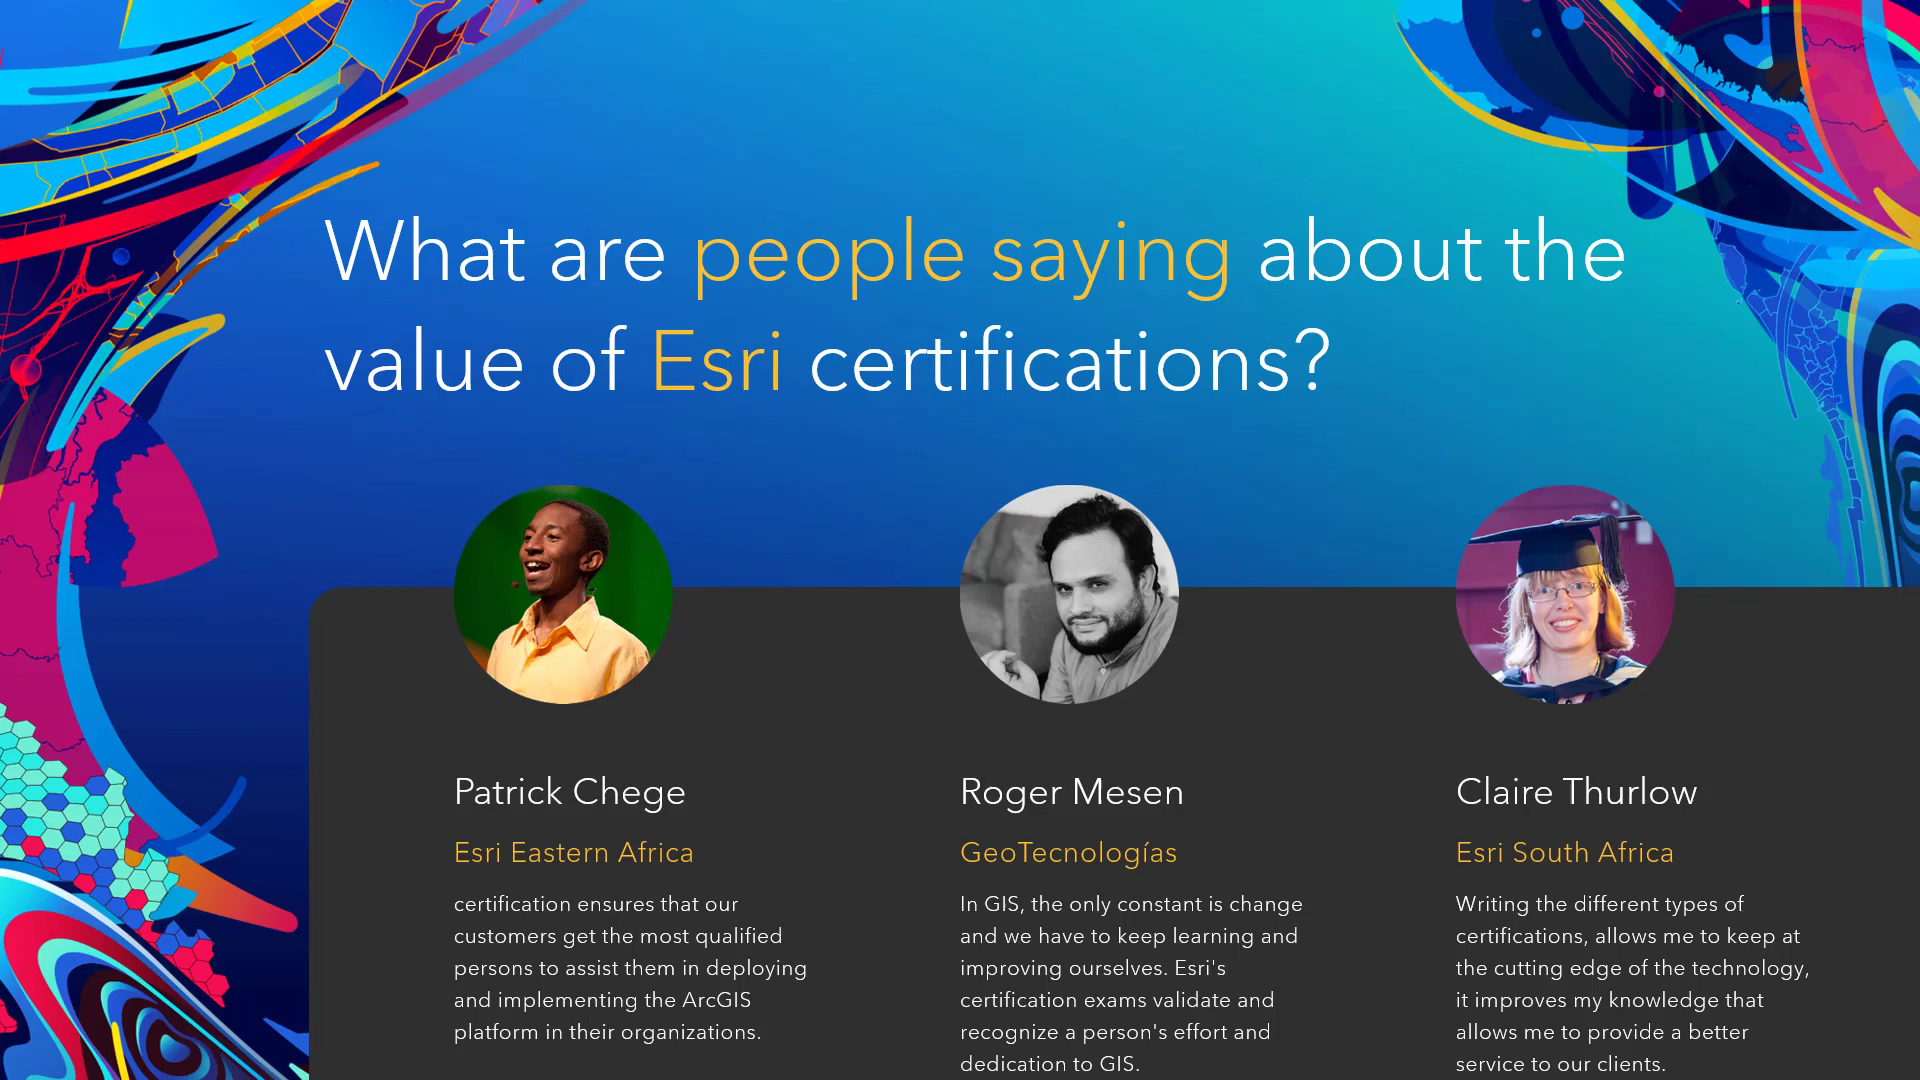 What are people saying about the
value of Esri certifications?
Patrick Chege
Esri Eastern Africa
certification ensures that our
customers get the most qualified
persons to assist them in deploying
and implementing the ArcGIS
platform in their organizations.
Roger Mesen
GeoTecnologías
In GIS, the only constant is change
and we have to keep learning and
improving ourselves. Esri's
certification exams validate and
recognize a person's effort and
dedication to GIS.
Claire Thurlow
Esri South Africa
Writing the different types of
certifications, allows me to keep at
the cutting edge of the technology,
it improves my knowledge that
allows me to provide a better
service to our clients.